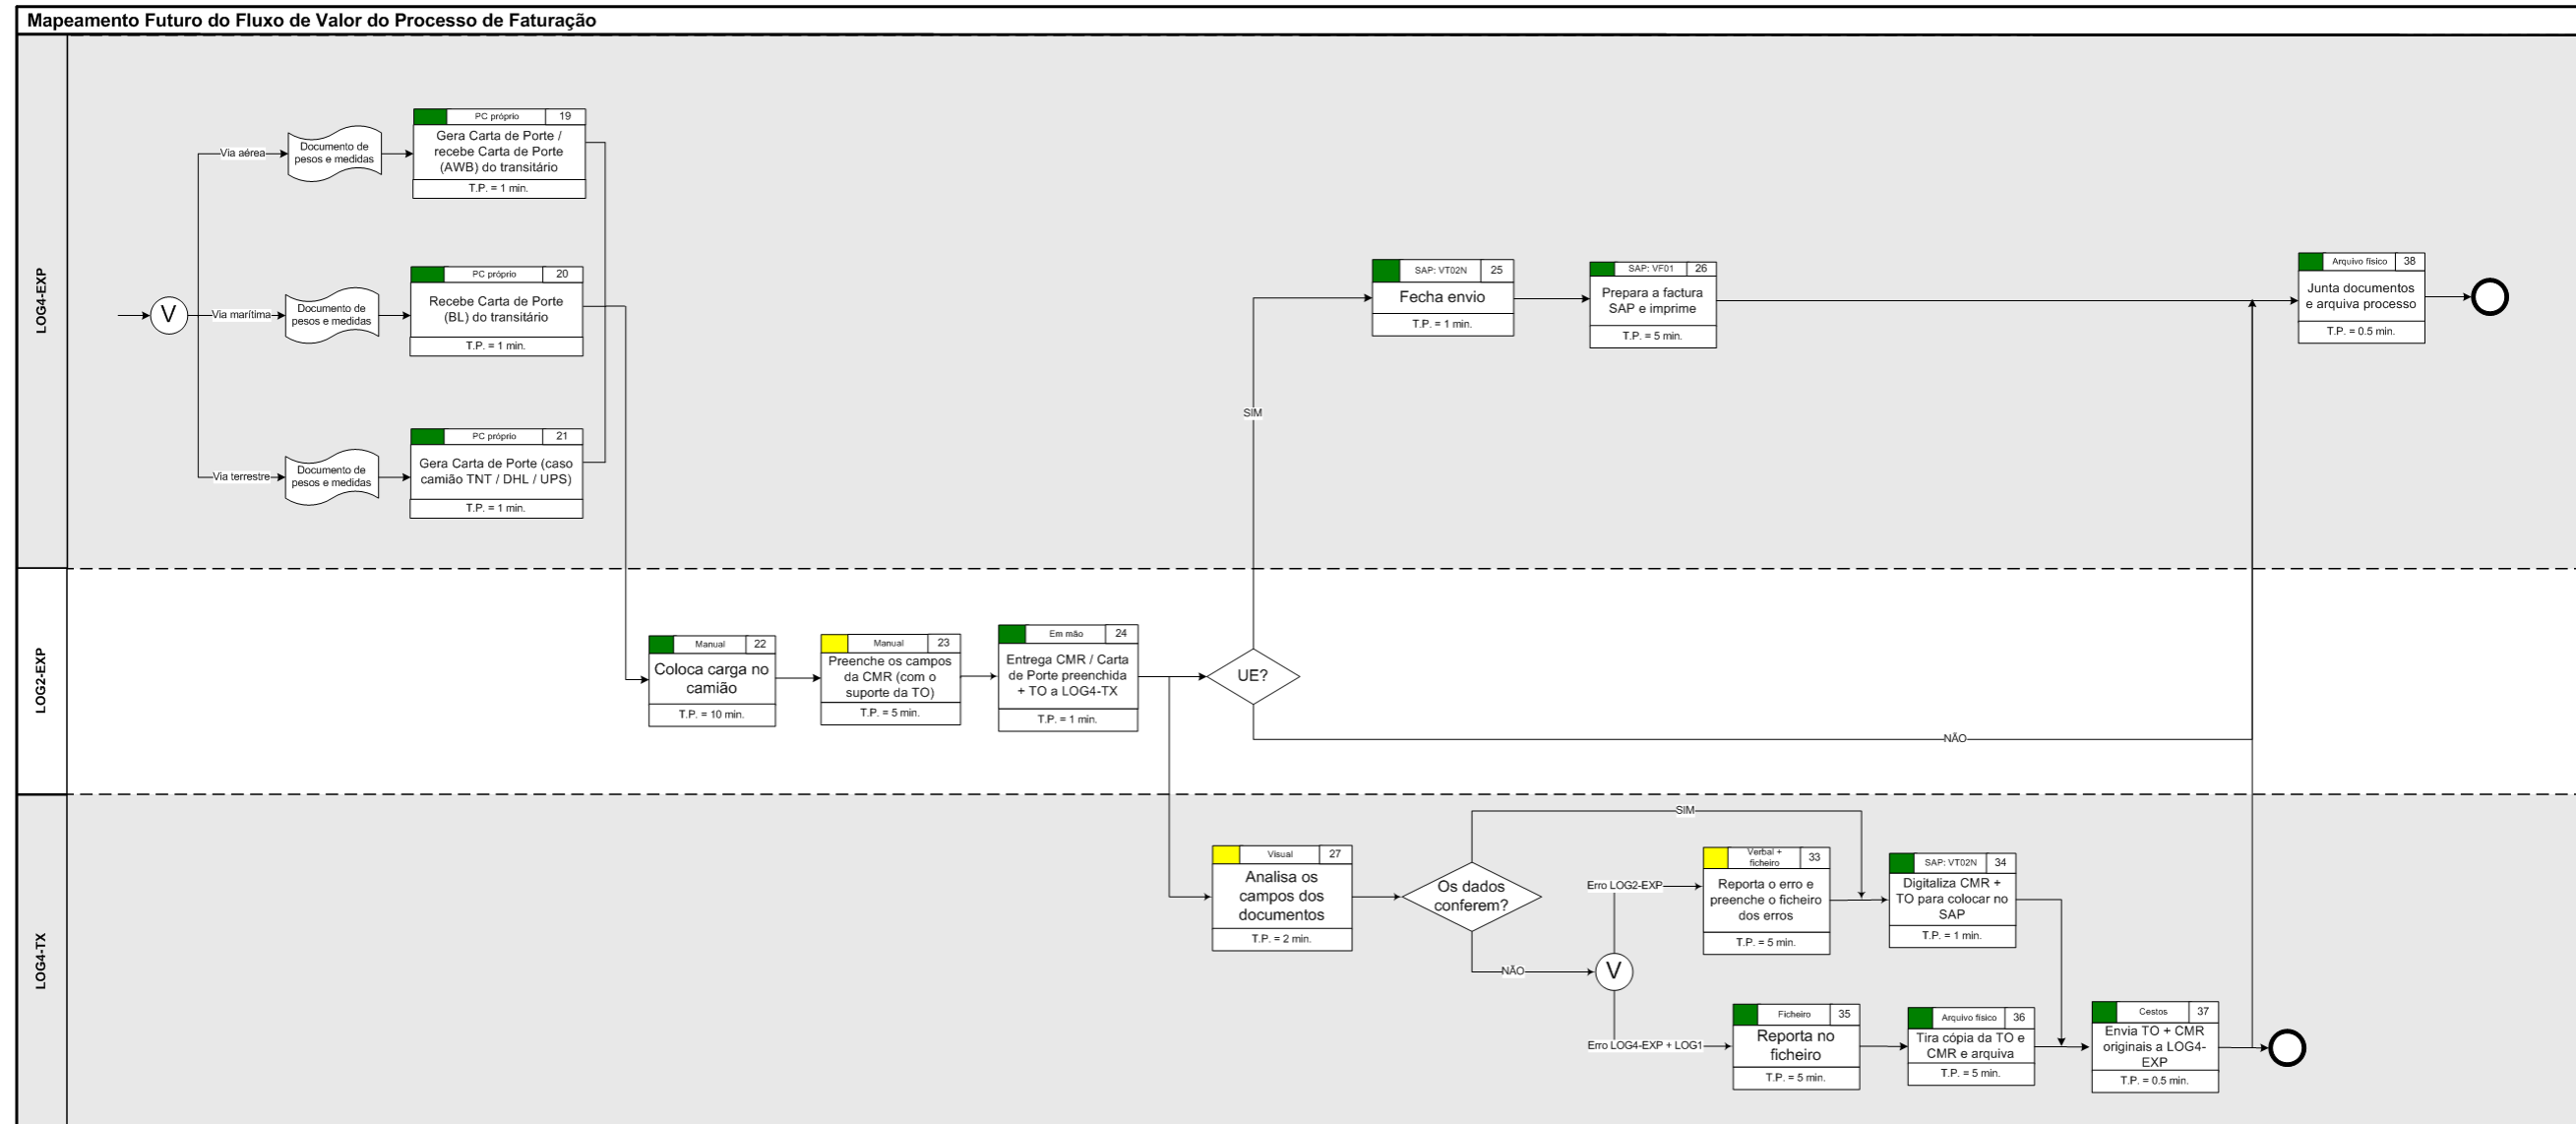 Mapeamento Futuro do Fluxo de Valor do Processo de Faturação
LOG4-EXP
V
Via aérea
Documento de
pesos e medidas
PC próprio
19
Gera Carta de Porte /
recebe Carta de Porte
(AWB) do transitário
T.P. = 1 min.
Via marítima
Documento de
pesos e medidas
PC próprio
20
Recebe Carta de Porte
(BL) do transitário
T.P. = 1 min.
Via terrestre
Documento de
pesos e medidas
PC próprio
21
Gera Carta de Porte (caso
camião TNT / DHL / UPS)
T.P. = 1 min.
SIM
SAP: VT02N
25
Fecha envio
T.P. = 1 min.
SAP: VF01
26
Prepara a factura
SAP e imprime
T.P. = 5 min.
Arquivo físico
38
Junta documentos
e arquiva processo
T.P. = 0.5 min.
LOG2-EXP
Manual
22
Coloca carga no
camião
T.P. = 10 min.
Manual
23
Preenche os campos
da CMR (com o
suporte da TO)
T.P. = 5 min.
Em mão
24
Entrega CMR / Carta
de Porte preenchida
+ TO a LOG4-TX
T.P. = 1 min.
UE?
NÃO
LOG4-TX
Visual
27
Analisa os
campos dos
documentos
T.P. = 2 min.
Os dados
conferem?
SIM
NÃO
V
Erro LOG2-EXP
Verbal +
ficheiro
33
Reporta o erro e
preenche o ficheiro
dos erros
T.P. = 5 min.
SAP: VT02N
34
Digitaliza CMR +
TO para colocar no
SAP
T.P. = 1 min.
Erro LOG4-EXP + LOG1
Ficheiro
35
Reporta no
ficheiro
T.P. = 5 min.
Arquivo físico
36
Tira cópia da TO e
CMR e arquiva
T.P. = 5 min.
Cestos
37
Envia TO + CMR
originais a LOG4-
EXP
T.P. = 0.5 min.